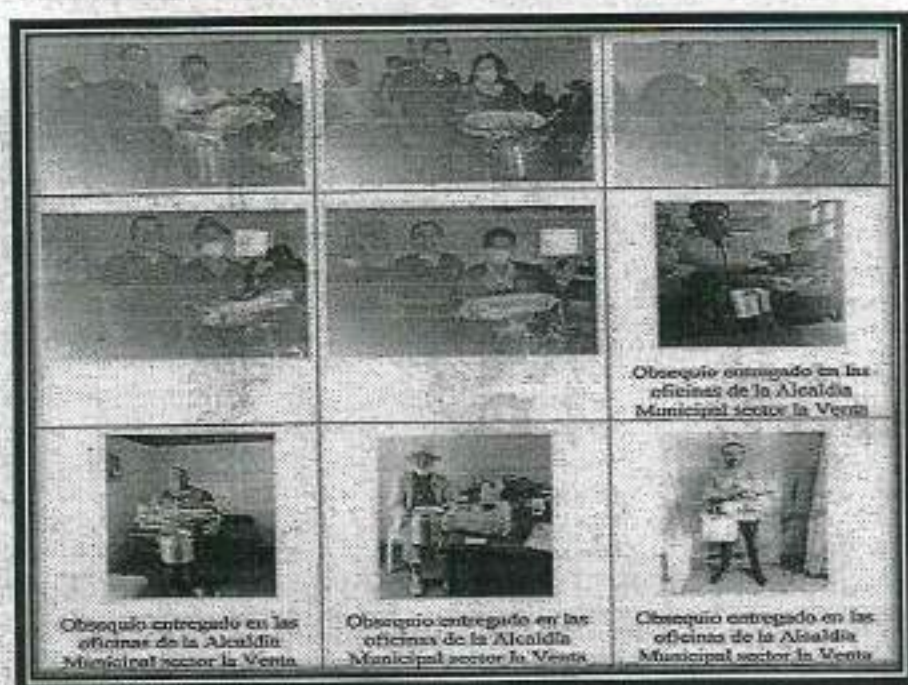 Obsequio entregado en las
oficinas de la Alcaldía
Municipal sector la Venta
Obsequio entregado en las
oficinas de la Alcaldía
Municipal sector la Venta
Obsequio entregado en las
oficinas de la Alcaldía
Municipal sector la Venta
Obsequio entregado en las
oficinas de la Alcaldía
Municipal sector la Venta